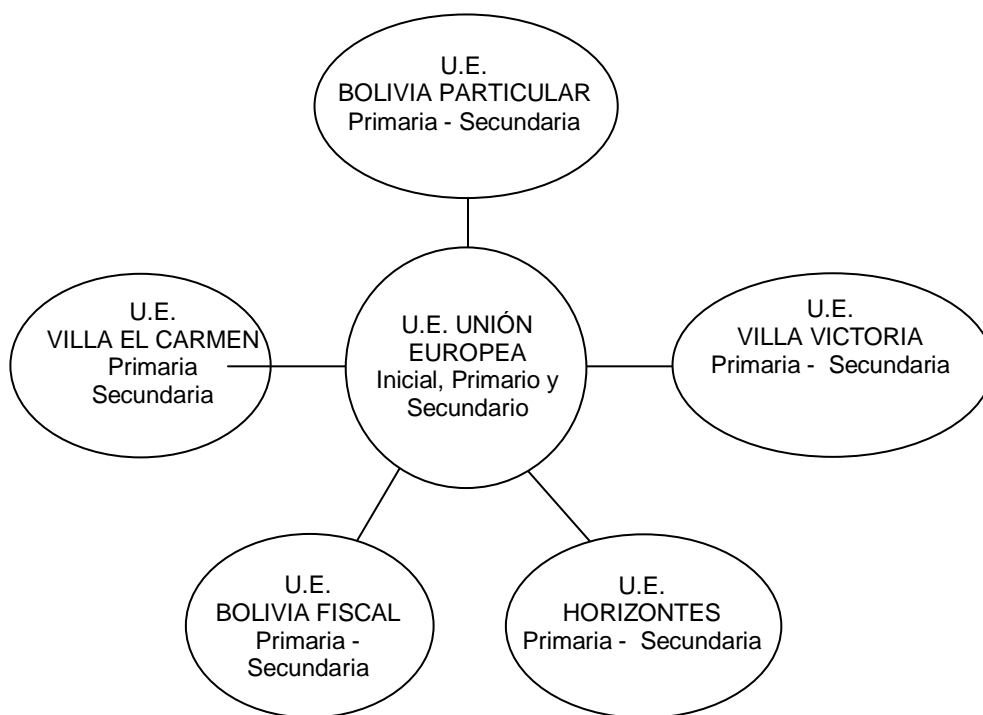 U.E.
BOLIVIA PARTICULAR
Primaria - Secundaria
U.E.
VILLA EL CARMEN
Primaria
Secundaria
U.E. UNIÓN
EUROPEA
Inicial, Primario y
Secundario
U.E.
VILLA VICTORIA
Primaria - Secundaria
U.E.
BOLIVIA FISCAL
Primaria -
Secundaria
U.E.
HORIZONTES
Primaria - Secundaria